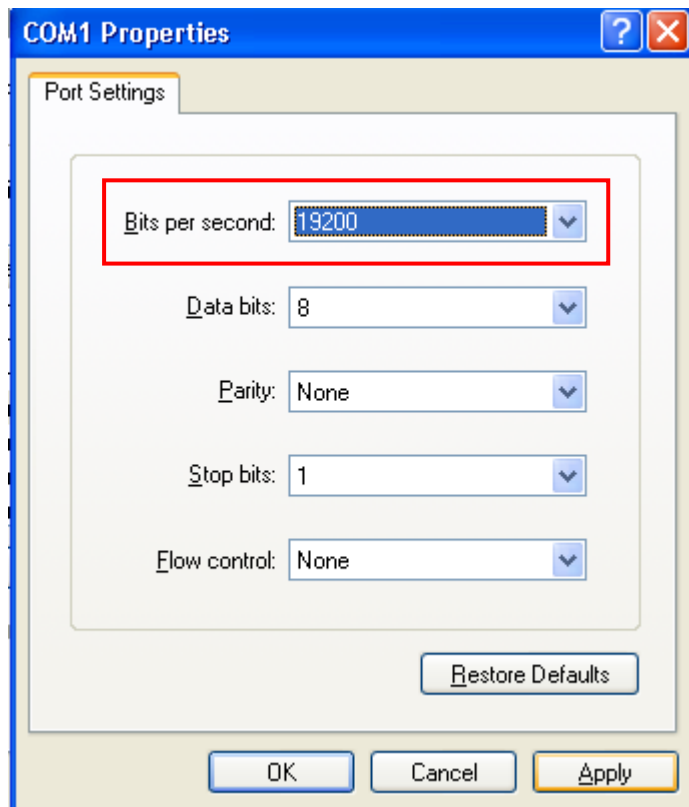 COM1 Properties
Port Settings
Bits per second: 19200
Data bits: 8
Parity: None
Stop bits: 1
Flow control: None
Restore Defaults
OK Cancel Apply